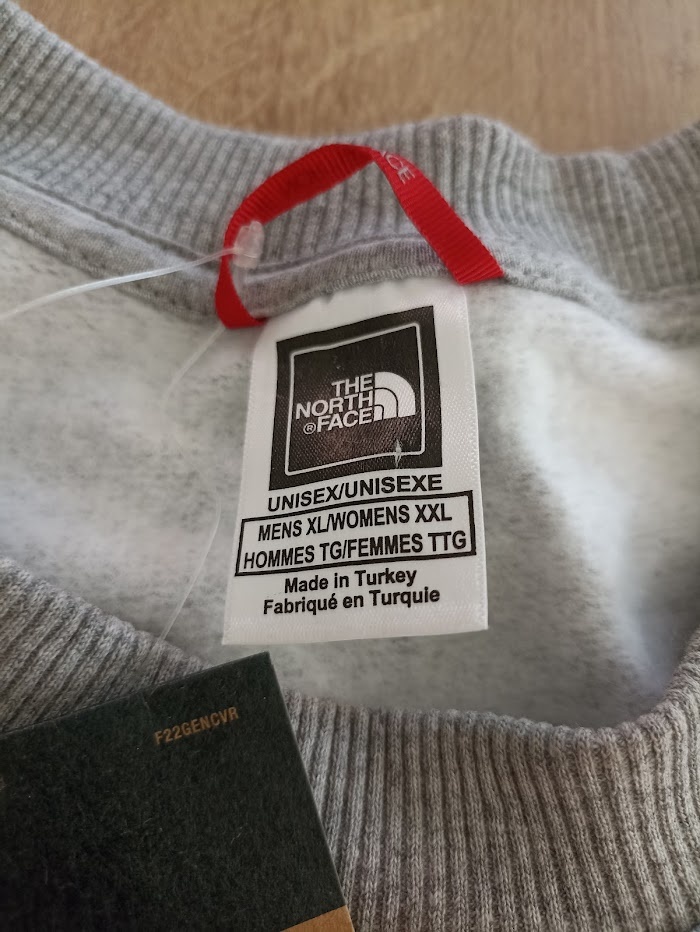 ACE
THE
NORTH
®FACE
UNISEX/UNISEXE
MENS XL/WOMENS XXL
HOMMES TG/FEMMES TTG
Made in Turkey
Fabriqué en Turquie
F22GENCVR